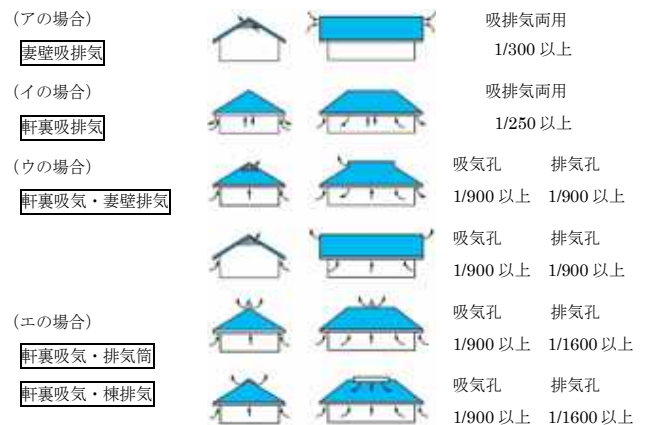 (アの場合)
吸排気両用
妻壁吸排気
1/300 以上
(イの場合)
吸排気両用
軒裏吸排気
1/250 以上
(ウの場合)
吸気孔 排気孔
軒裏吸気・妻壁排気
1/900 以上 1/900 以上
吸気孔 排気孔
1/900 以上 1/900 以上
(エの場合)
吸気孔 排気孔
軒裏吸気・排気筒
1/900 以上 1/1600 以上
軒裏吸気・棟排気
吸気孔 排気孔
1/900 以上 1/1600 以上